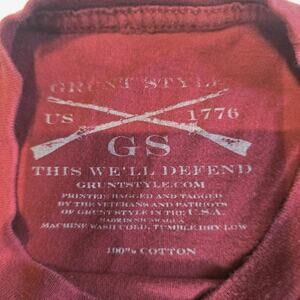 GRUNT STYLE
US 1776
GS
THIS WE'LL DEFEND
GRUNTSTYLE.COM
PRINTED, BAGGED AND TAGGED
BY THE VETERANS AND PATRIOTS
OF GRUNT STYLE IN THE U.S.A.
MADE IN NICARAGUA
MACHINE WASH COLD, TUMBLE DRY LOW
100% COTTON